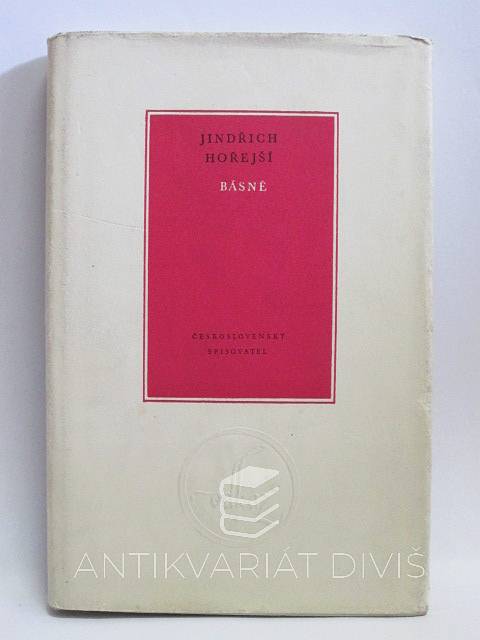 JINDŘICH
HOŘEJŠÍ
BÁSNĚ
ČESKOSLOVENSKÝ
SPISOVATEL
ANTIKVARIÁT DIVIŠ